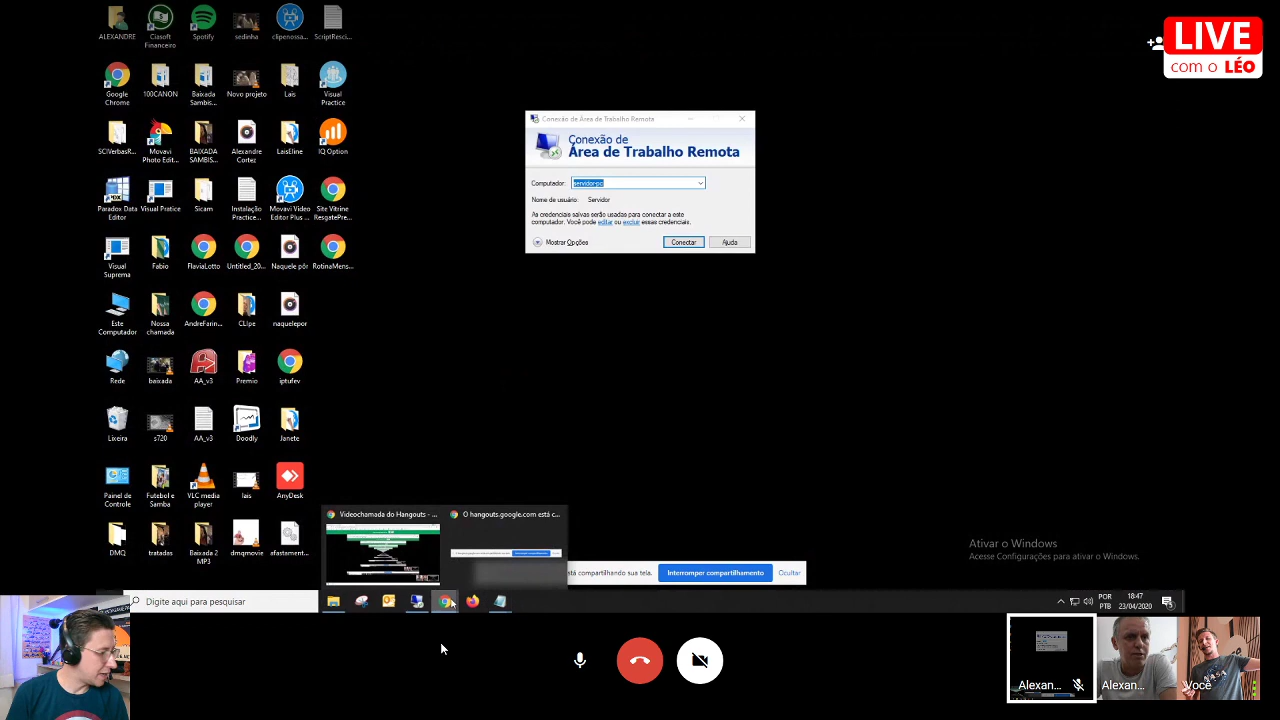 LIVE
com o LÉO
ALEXANDRE
Ciasoft
Financeiro
Spotify
sedinha
clipenossa...
ScriptResci...
Google
Chrome
100CANON
Baixada
Sambis...
Novo projeto
Lais
Visual
Practice
SCIVerbasR...
Movavi
Photo Edit...
BAIXADA
SAMBIS...
Alexandre
Cortez
LaisEline
IQ Option
Paradox Data
Editor
Visual Pratice
Sicam
Instalação
Practice...
Movavi Video
Editor Plus ...
Site Vitrine
ResgatePre...
Visual
Suprema
Fabio
FlaviaLotto
Untitled_20...
Naquele pôr
RotinaMens...
Este
Computador
Nossa
chamada
AndreFarin...
CLIpe
naquelepor
Rede
baixada
AA_v3
Premio
iptufev
Lixeira
s720
AA_v3
Doodly
Janete
Painel de
Controle
Futebol e
Samba
VLC media
player
lais
AnyDesk
DMQ
tratadas
Baixada 2
MP3
dmqmovie
afastament...
Conexão de Área de Trabalho Remota
Conexão de
Área de Trabalho Remota
Computador:
servidor-pc
Nome de usuário:
Servidor
As credenciais salvas serão usadas para conectar a este
computador. Você pode editar ou excluir essas credenciais.
Mostrar Opções
Conectar
Ajuda
Videochamada do Hangouts - ...
O hangouts.google.com está c...
está compartilhando sua tela.
Interromper compartilhamento
Ocultar
Ativar o Windows
Acesse Configurações para ativar o Windows.
Digite aqui para pesquisar
POR
PTB
18:47
23/04/2020
Alexan...
Alexan...
Você